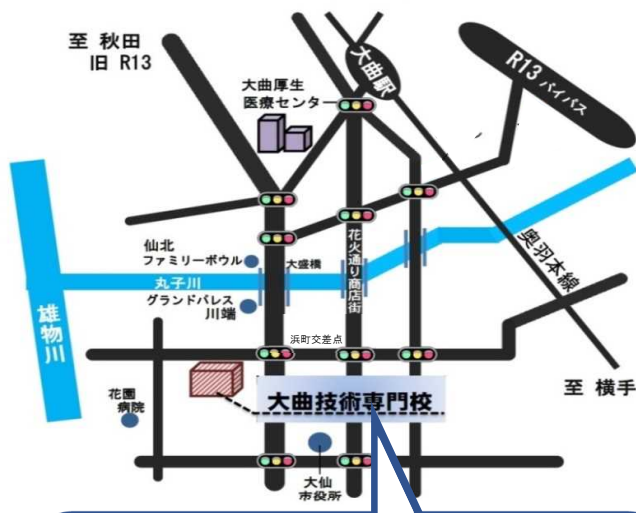 至 秋田
旧 R13
大曲厚生
医療センター
大曲駅
R13 バイパス
仙北
ファミリーボウル
大盛橋
花火通り商店街
丸子川
グランドパレス
川端
雄物川
浜町交差点
奥羽本線
至 横手
花園
病院
大曲技術専門校
大仙
市役所